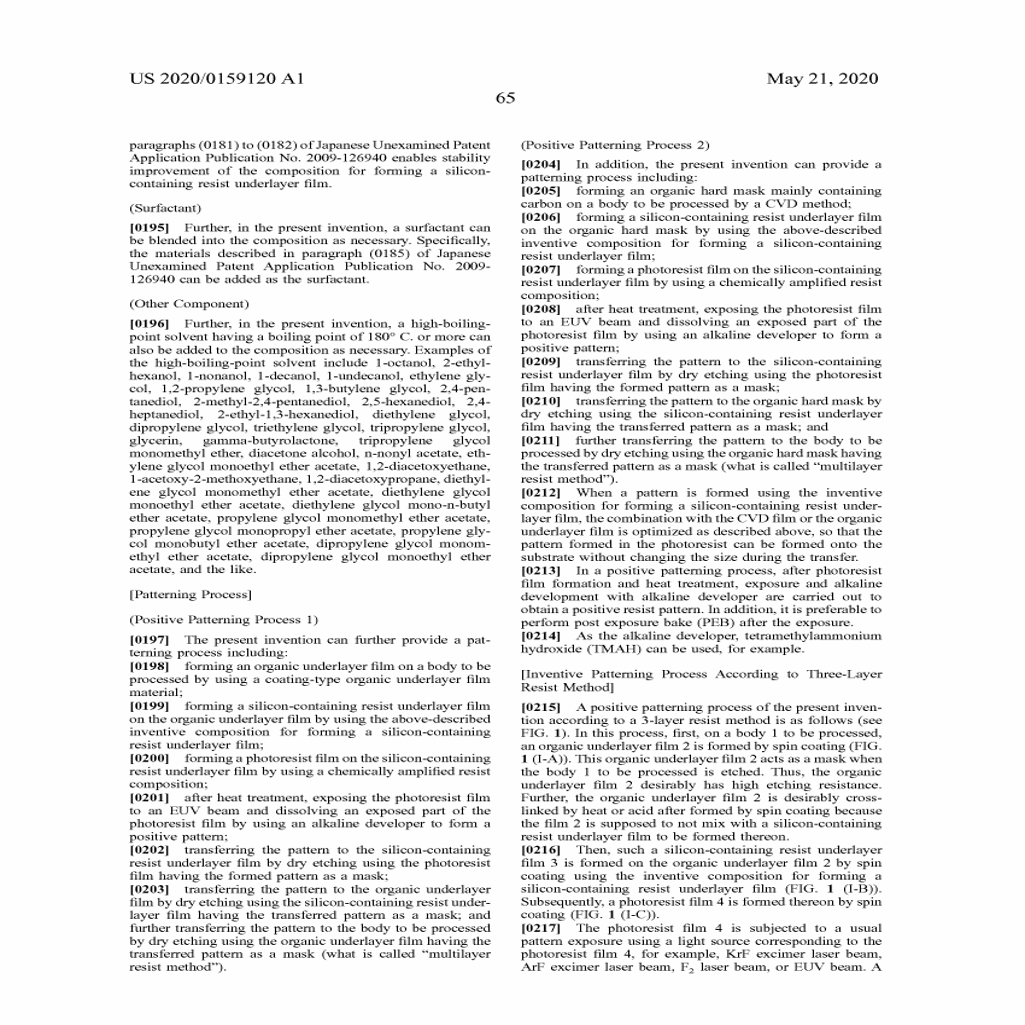 US 2020/0159120 A1
May 21, 2020
65
paragraphs (0181) to (0182) of Japanese Unexamined Patent
Application Publication No. 2009-126940 enables stability
improvement of the composition for forming a silicon-
containing resist underlayer film.
(Surfactant)
[0195] Further, in the present invention, a surfactant can
be blended into the composition as necessary. Specifically,
the materials described in paragraph (0185) of Japanese
Unexamined Patent Application Publication No. 2009-
126940 can be added as the surfactant.
(Other Component)
[0196] Further, in the present invention, a high-boiling-
point solvent having a boiling point of 180° C. or more can
also be added to the composition as necessary. Examples of
the high-boiling-point solvent include 1-octanol, 2-ethyl-
hexanol, 1-nonanol, 1-decanol, 1-undecanol, ethylene gly-
col, 1,2-propylene glycol, 1,3-butylene glycol, 2,4-pen-
tanediol, 2-methyl-2,4-pentanediol, 2,5-hexanediol, 2,4-
heptanediol, 2-ethyl-1,3-hexanediol, diethylene glycol,
dipropylene glycol, triethylene glycol, tripropylene glycol,
glycerin, gamma-butyrolactone, tripropylene glycol
monomethyl ether, diacetone alcohol, n-nonyl acetate, eth-
ylene glycol monoethyl ether acetate, 1,2-diacetoxyethane,
1-acetoxy-2-methoxyethane, 1,2-diacetoxypropane, diethyl-
ene glycol monomethyl ether acetate, diethylene glycol
monoethyl ether acetate, diethylene glycol mono-n-butyl
ether acetate, propylene glycol monomethyl ether acetate,
propylene glycol monopropyl ether acetate, propylene gly-
col monobutyl ether acetate, dipropylene glycol monom-
ethyl ether acetate, dipropylene glycol monoethyl ether
acetate, and the like.
[Patterning Process]
(Positive Patterning Process 1)
[0197] The present invention can further provide a pat-
terning process including:
[0198] forming an organic underlayer film on a body to be
processed by using a coating-type organic underlayer film
material;
[0199] forming a silicon-containing resist underlayer film
on the organic underlayer film by using the above-described
inventive composition for forming a silicon-containing
resist underlayer film;
[0200] forming a photoresist film on the silicon-containing
resist underlayer film by using a chemically amplified resist
composition;
[0201] after heat treatment, exposing the photoresist film
to an EUV beam and dissolving an exposed part of the
photoresist film by using an alkaline developer to form a
positive pattern;
[0202] transferring the pattern to the silicon-containing
resist underlayer film by dry etching using the photoresist
film having the formed pattern as a mask;
[0203] transferring the pattern to the organic underlayer
film by dry etching using the silicon-containing resist under-
layer film having the transferred pattern as a mask; and
further transferring the pattern to the body to be processed
by dry etching using the organic underlayer film having the
transferred pattern as a mask (what is called “multilayer
resist method”).
(Positive Patterning Process 2)
[0204] In addition, the present invention can provide a
patterning process including:
[0205] forming an organic hard mask mainly containing
carbon on a body to be processed by a CVD method;
[0206] forming a silicon-containing resist underlayer film
on the organic hard mask by using the above-described
inventive composition for forming a silicon-containing
resist underlayer film;
[0207] forming a photoresist film on the silicon-containing
resist underlayer film by using a chemically amplified resist
composition;
[0208] after heat treatment, exposing the photoresist film
to an EUV beam and dissolving an exposed part of the
photoresist film by using an alkaline developer to form a
positive pattern;
[0209] transferring the pattern to the silicon-containing
resist underlayer film by dry etching using the photoresist
film having the formed pattern as a mask;
[0210] transferring the pattern to the organic hard mask by
dry etching using the silicon-containing resist underlayer
film having the transferred pattern as a mask; and
[0211] further transferring the pattern to the body to be
processed by dry etching using the organic hard mask having
the transferred pattern as a mask (what is called “multilayer
resist method”).
[0212] When a pattern is formed using the inventive
composition for forming a silicon-containing resist under-
layer film, the combination with the CVD film or the organic
underlayer film is optimized as described above, so that the
pattern formed in the photoresist can be formed onto the
substrate without changing the size during the transfer.
[0213] In a positive patterning process, after photoresist
film formation and heat treatment, exposure and alkaline
development with alkaline developer are carried out to
obtain a positive resist pattern. In addition, it is preferable to
perform post exposure bake (PEB) after the exposure.
[0214] As the alkaline developer, tetramethylammonium
hydroxide (TMAH) can be used, for example.
[Inventive Patterning Process According to Three-Layer
Resist Method]
[0215] A positive patterning process of the present inven-
tion according to a 3-layer resist method is as follows (see
FIG. 1). In this process, first, on a body 1 to be processed,
an organic underlayer film 2 is formed by spin coating (FIG.
1 (I-A)). This organic underlayer film 2 acts as a mask when
the body 1 to be processed is etched. Thus, the organic
underlayer film 2 desirably has high etching resistance.
Further, the organic underlayer film 2 is desirably cross-
linked by heat or acid after formed by spin coating because
the film 2 is supposed to not mix with a silicon-containing
resist underlayer film to be formed thereon.
[0216] Then, such a silicon-containing resist underlayer
film 3 is formed on the organic underlayer film 2 by spin
coating using the inventive composition for forming a
silicon-containing resist underlayer film (FIG. 1 (I-B)).
Subsequently, a photoresist film 4 is formed thereon by spin
coating (FIG. 1 (I-C)).
[0217] The photoresist film 4 is subjected to a usual
pattern exposure using a light source corresponding to the
photoresist film 4, for example, KrF excimer laser beam,
ArF excimer laser beam, F₂ laser beam, or EUV beam. A